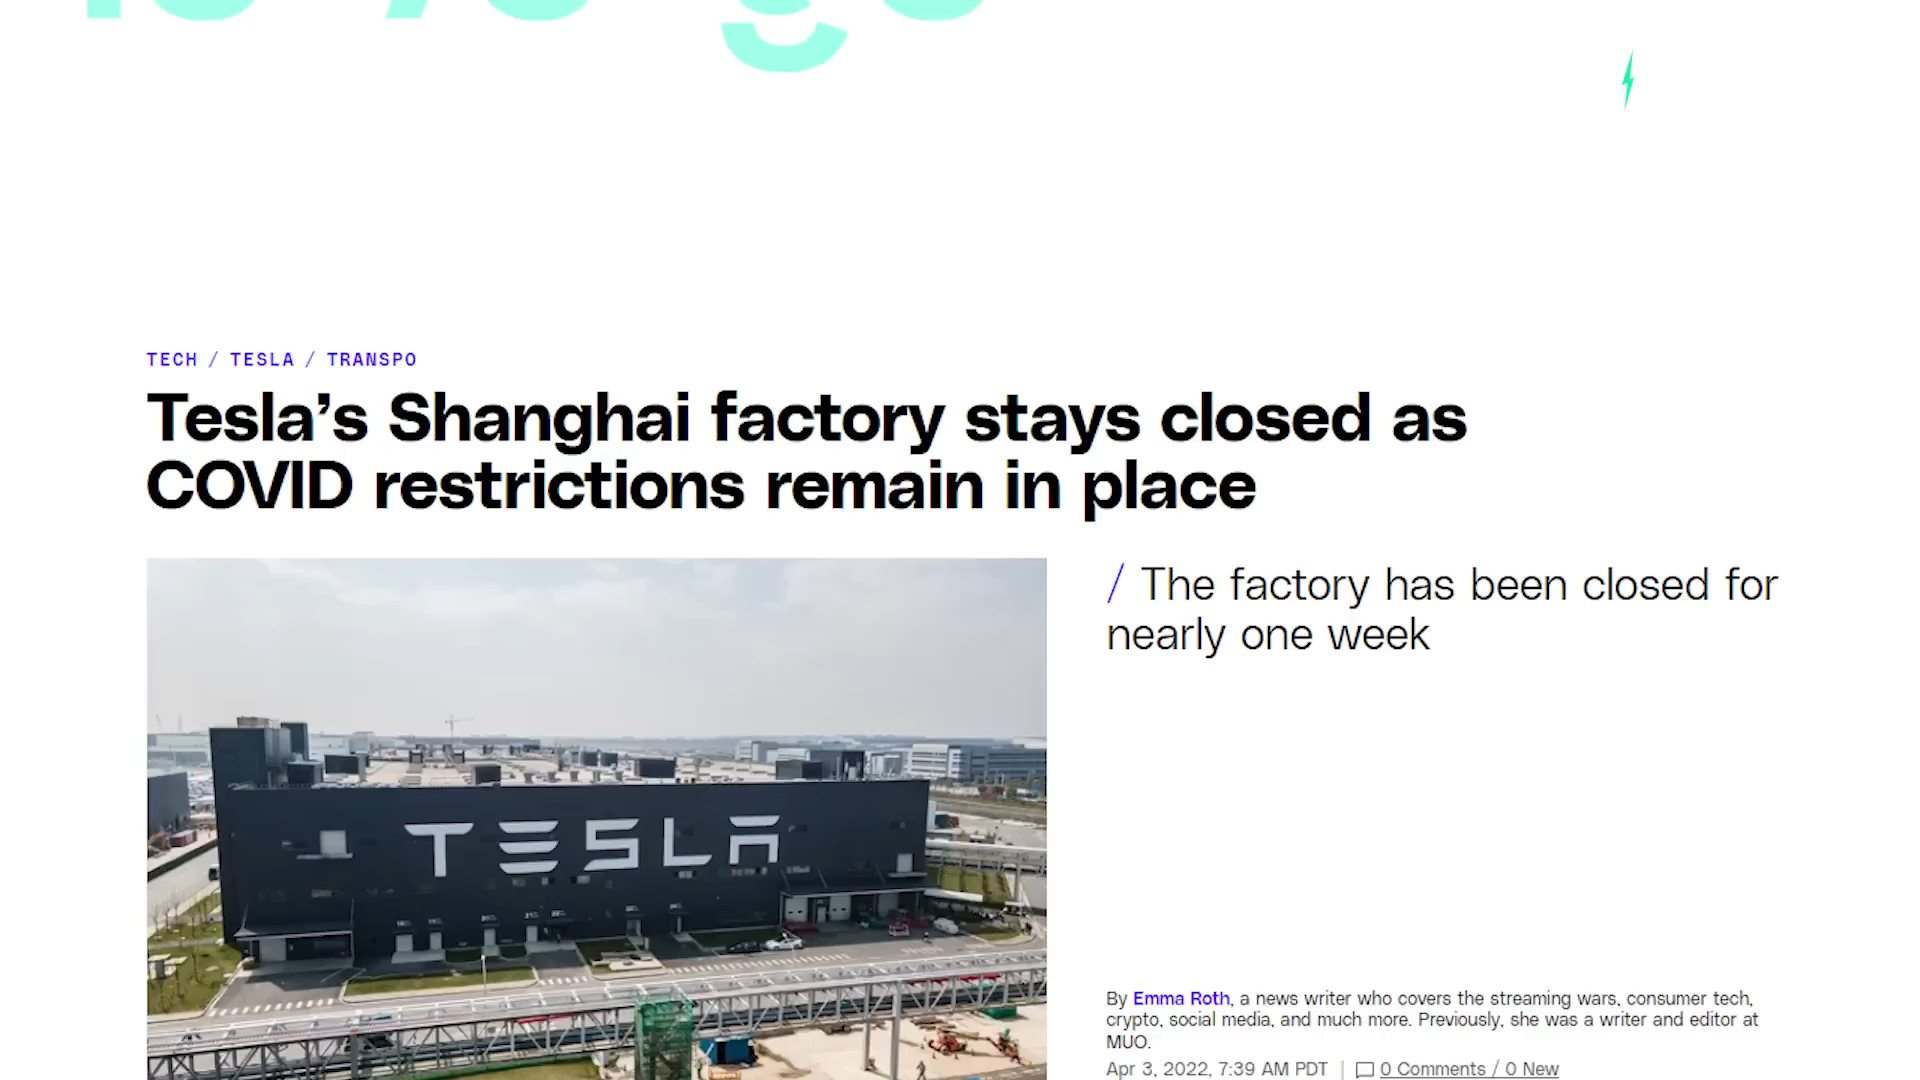 TECH / TESLA / TRANSPO
Tesla’s Shanghai factory stays closed as
COVID restrictions remain in place
/ The factory has been closed for
nearly one week
TESLA
By Emma Roth, a news writer who covers the streaming wars, consumer tech,
crypto, social media, and much more. Previously, she was a writer and editor at
MUO.
Apr 3, 2022, 7:39 AM PDT | 0 Comments / 0 New